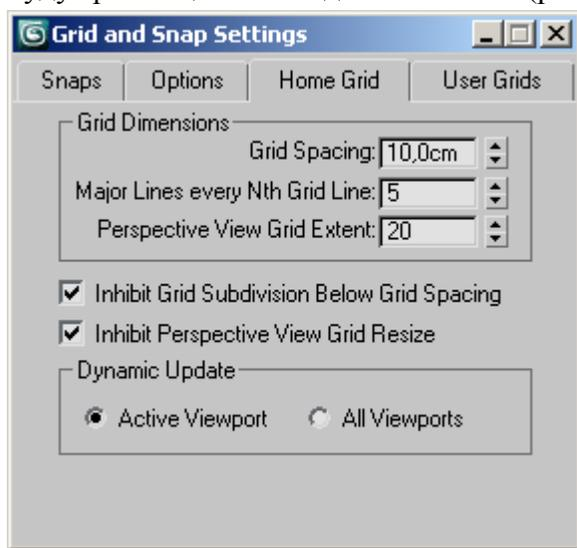 Grid and Snap Settings
Snaps Options Home Grid User Grids
Grid Dimensions
Grid Spacing: 10,0cm
Major Lines every Nth Grid Line: 5
Perspective View Grid Extent: 20
Inhibit Grid Subdivision Below Grid Spacing
Inhibit Perspective View Grid Resize
Dynamic Update
Active Viewport All Viewports